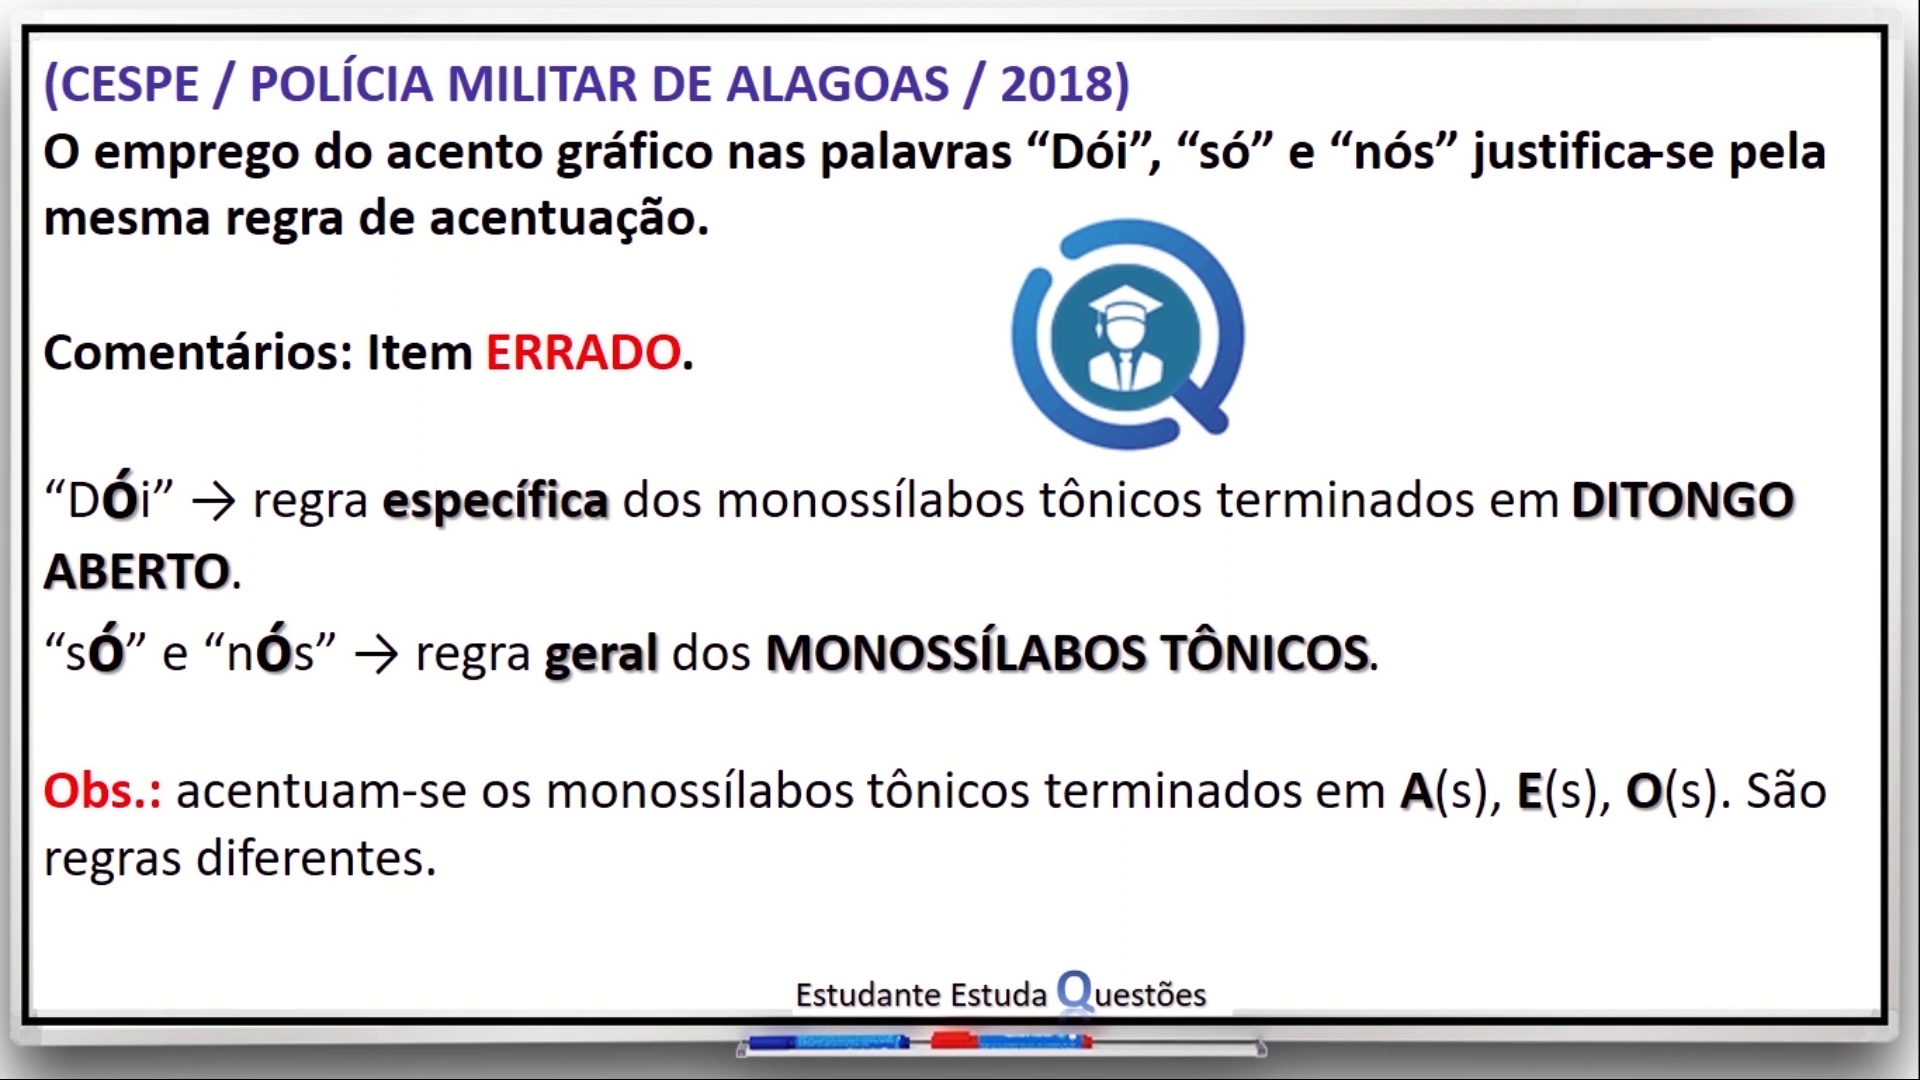 (CESPE / POLÍCIA MILITAR DE ALAGOAS / 2018)
O emprego do acento gráfico nas palavras “Dói”, “só” e “nós” justifica-se pela
mesma regra de acentuação.
Comentários: Item ERRADO.
“DÓi” → regra específica dos monossílabos tônicos terminados em DITONGO
ABERTO.
“sÓ” e “nÓs” → regra geral dos MONOSSÍLABOS TÔNICOS.
Obs.: acentuam-se os monossílabos tônicos terminados em A(s), E(s), O(s). São
regras diferentes.
Estudante Estuda Questões